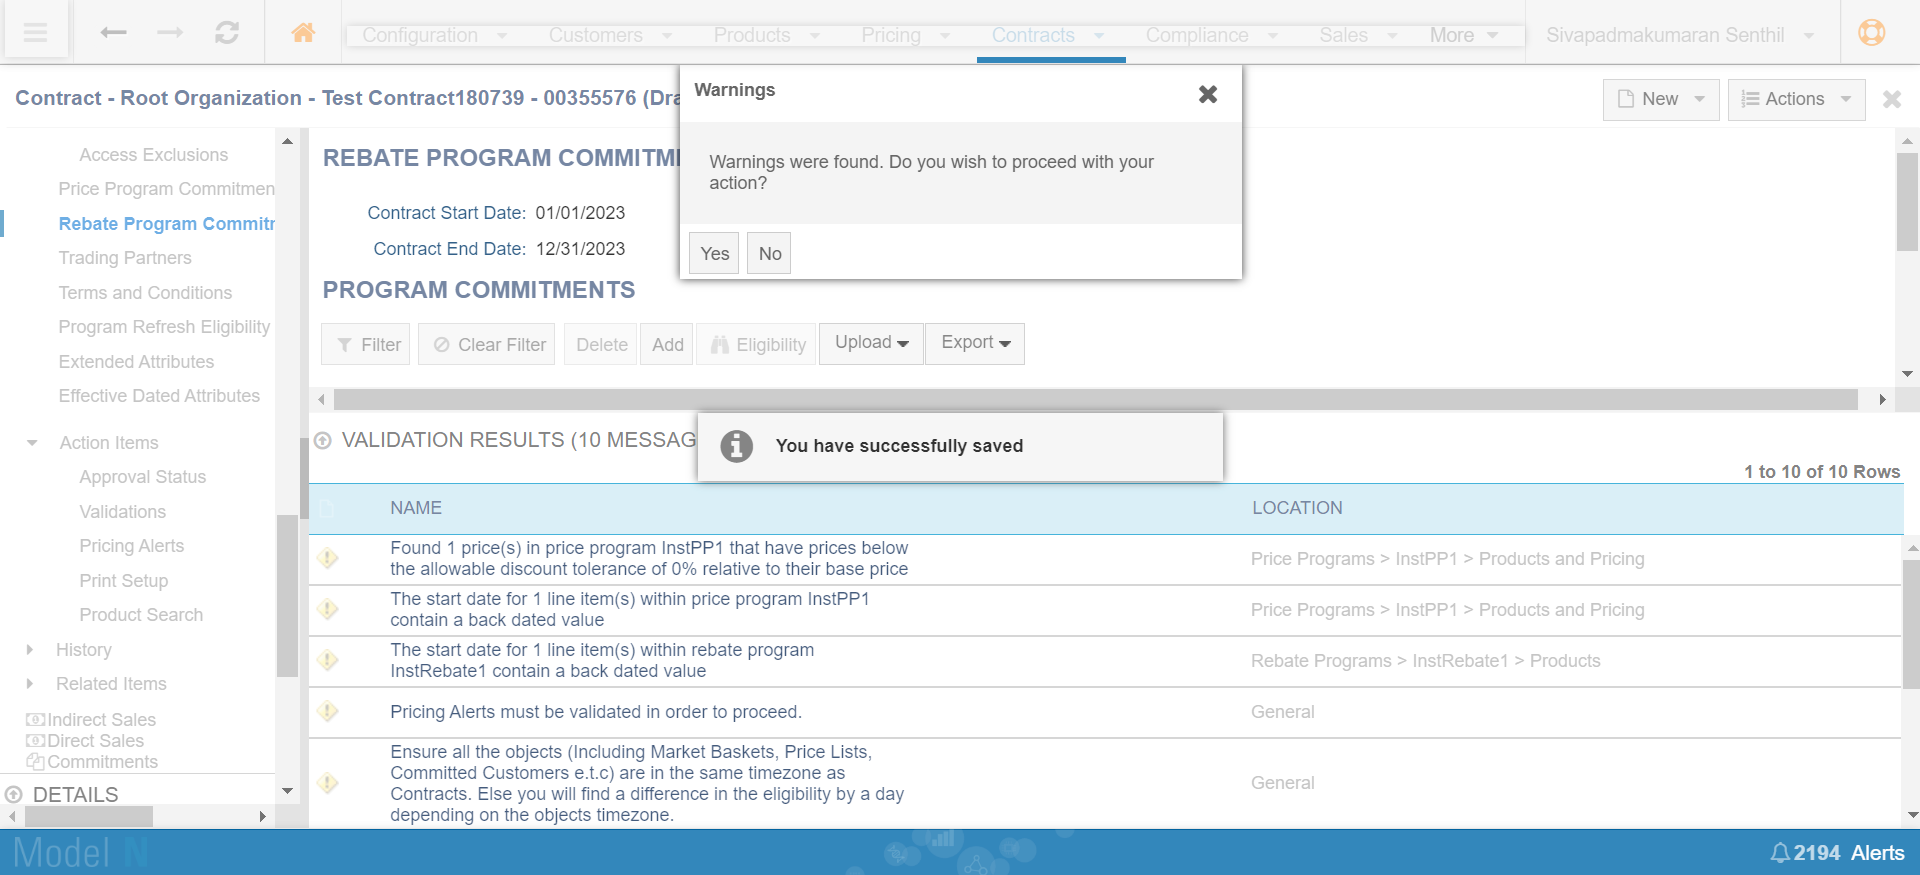 Configuration
Customers
Products
Pricing
Contracts
Compliance
Sales
More
Sivapadmakumaran Senthil
Contract - Root Organization - Test Contract180739 - 00355576 (Dra
New
Actions
Warnings
Warnings were found. Do you wish to proceed with your
action?
Yes
No
Access Exclusions
Price Program Commitmen
Rebate Program Commit
Trading Partners
Terms and Conditions
Program Refresh Eligibility
Extended Attributes
Effective Dated Attributes
Action Items
Approval Status
Validations
Pricing Alerts
Print Setup
Product Search
History
Related Items
Indirect Sales
Direct Sales
Commitments
DETAILS
REBATE PROGRAM COMMITM
Contract Start Date: 01/01/2023
Contract End Date: 12/31/2023
PROGRAM COMMITMENTS
Filter
Clear Filter
Delete
Add
Eligibility
Upload
Export
VALIDATION RESULTS (10 MESSAG
You have successfully saved
1 to 10 of 10 Rows
NAME
LOCATION
Found 1 price(s) in price program InstPP1 that have prices below
the allowable discount tolerance of 0% relative to their base price
Price Programs > InstPP1 > Products and Pricing
The start date for 1 line item(s) within price program InstPP1
contain a back dated value
Price Programs > InstPP1 > Products and Pricing
The start date for 1 line item(s) within rebate program
InstRebate1 contain a back dated value
Rebate Programs > InstRebate1 > Products
Pricing Alerts must be validated in order to proceed.
General
Ensure all the objects (Including Market Baskets, Price Lists,
Committed Customers e.t.c) are in the same timezone as
Contracts. Else you will find a difference in the eligibility by a day
depending on the objects timezone.
General
Model N
2194 Alerts